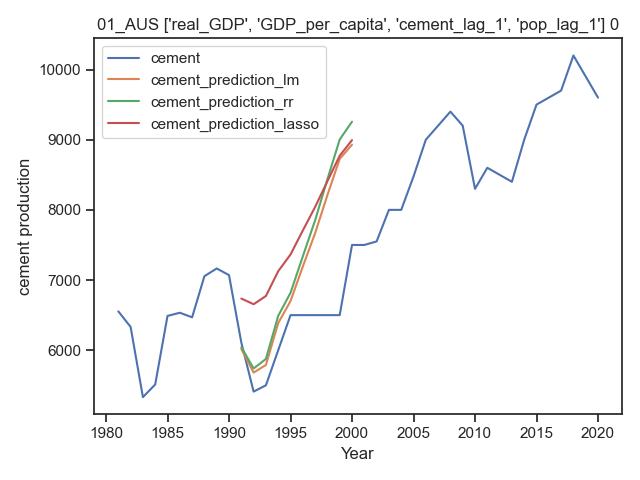 01_AUS ['real_GDP', 'GDP_per_capita', 'cement_lag_1', 'pop_lag_1'] 0
cement
cement_prediction_lm
cement_prediction_rr
cement_prediction_lasso
10000
9000
8000
7000
6000
cement production
1980 1985 1990 1995 2000 2005 2010 2015 2020
Year